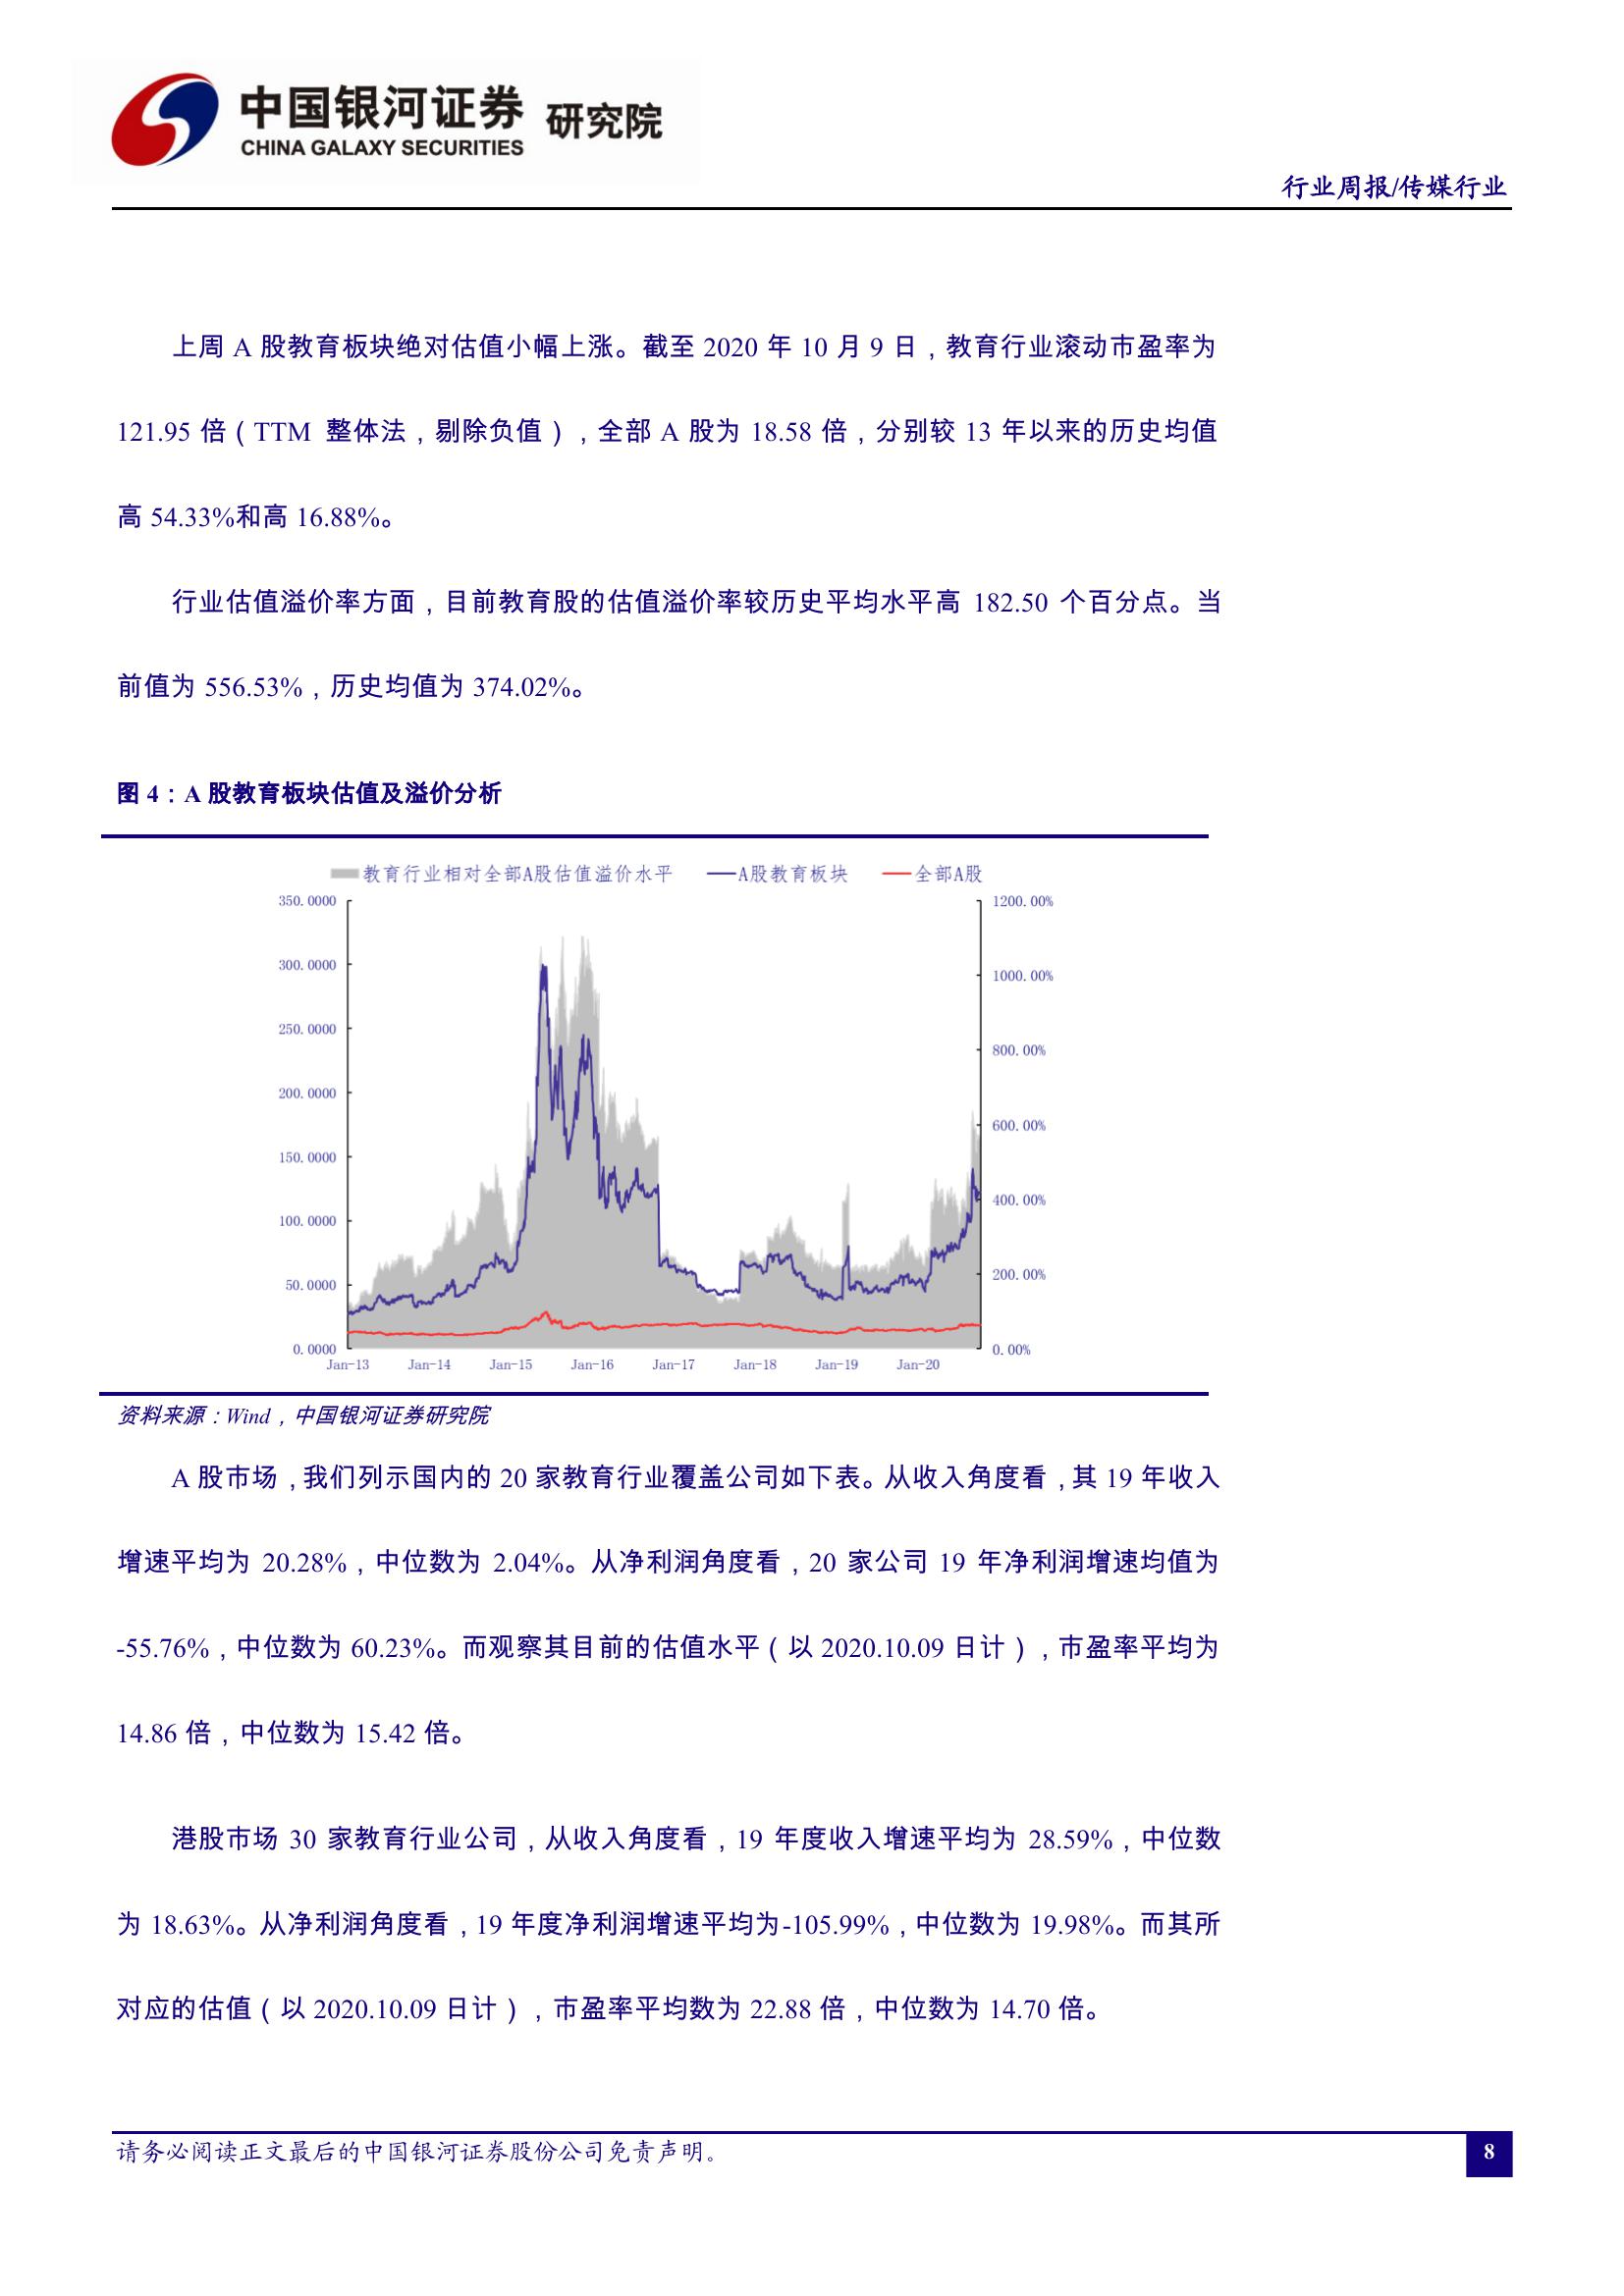 中国银河证券 研究院
CHINA GALAXY SECURITIES
行业周报/传媒行业
上周 A 股教育板块绝对估值小幅上涨。截至 2020 年 10 月 9 日，教育行业滚动市盈率为
121.95 倍（TTM 整体法，剔除负值），全部 A 股为 18.58 倍，分别较 13 年以来的历史均值
高 54.33%和高 16.88%。
行业估值溢价率方面，目前教育股的估值溢价率较历史平均水平高 182.50 个百分点。当
前值为 556.53%，历史均值为 374.02%。
图 4：A 股教育板块估值及溢价分析
教育行业相对全部A股估值溢价水平 A股教育板块 全部A股
350.0000 1200.00%
300.0000 1000.00%
250.0000 800.00%
200.0000 600.00%
150.0000 400.00%
100.0000 200.00%
50.0000 0.00%
0.0000
Jan-13 Jan-14 Jan-15 Jan-16 Jan-17 Jan-18 Jan-19 Jan-20
资料来源：Wind，中国银河证券研究院
A 股市场，我们列示国内的 20 家教育行业覆盖公司如下表。从收入角度看，其 19 年收入
增速平均为 20.28%，中位数为 2.04%。从净利润角度看，20 家公司 19 年净利润增速均值为
-55.76%，中位数为 60.23%。而观察其目前的估值水平（以 2020.10.09 日计），市盈率平均为
14.86 倍，中位数为 15.42 倍。
港股市场 30 家教育行业公司，从收入角度看，19 年度收入增速平均为 28.59%，中位数
为 18.63%。从净利润角度看，19 年度净利润增速平均为-105.99%，中位数为 19.98%。而其所
对应的估值（以 2020.10.09 日计），市盈率平均数为 22.88 倍，中位数为 14.70 倍。
请务必阅读正文最后的中国银河证券股份公司免责声明。
8